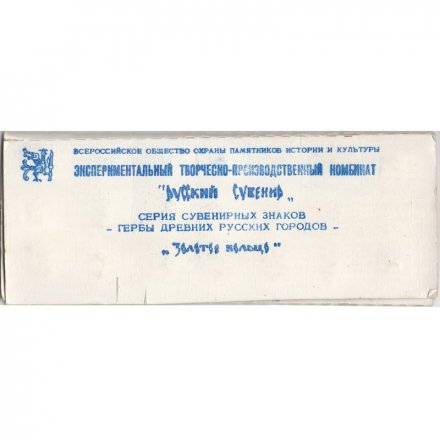 ВСЕРОССИЙСКОЕ ОБЩЕСТВО ОХРАНЫ ПАМЯТНИКОВ ИСТОРИИ И КУЛЬТУРЫ
ЭКСПЕРИМЕНТАЛЬНЫЙ ТВОРЧЕСКО-ПРОИЗВОДСТВЕННЫЙ КОМБИНАТ
"РУССКИЙ СУВЕНИР„
СЕРИЯ СУВЕНИРНЫХ ЗНАКОВ
- ГЕРБЫ ДРЕВНИХ РУССКИХ ГОРОДОВ -
„Золотое кольцо"